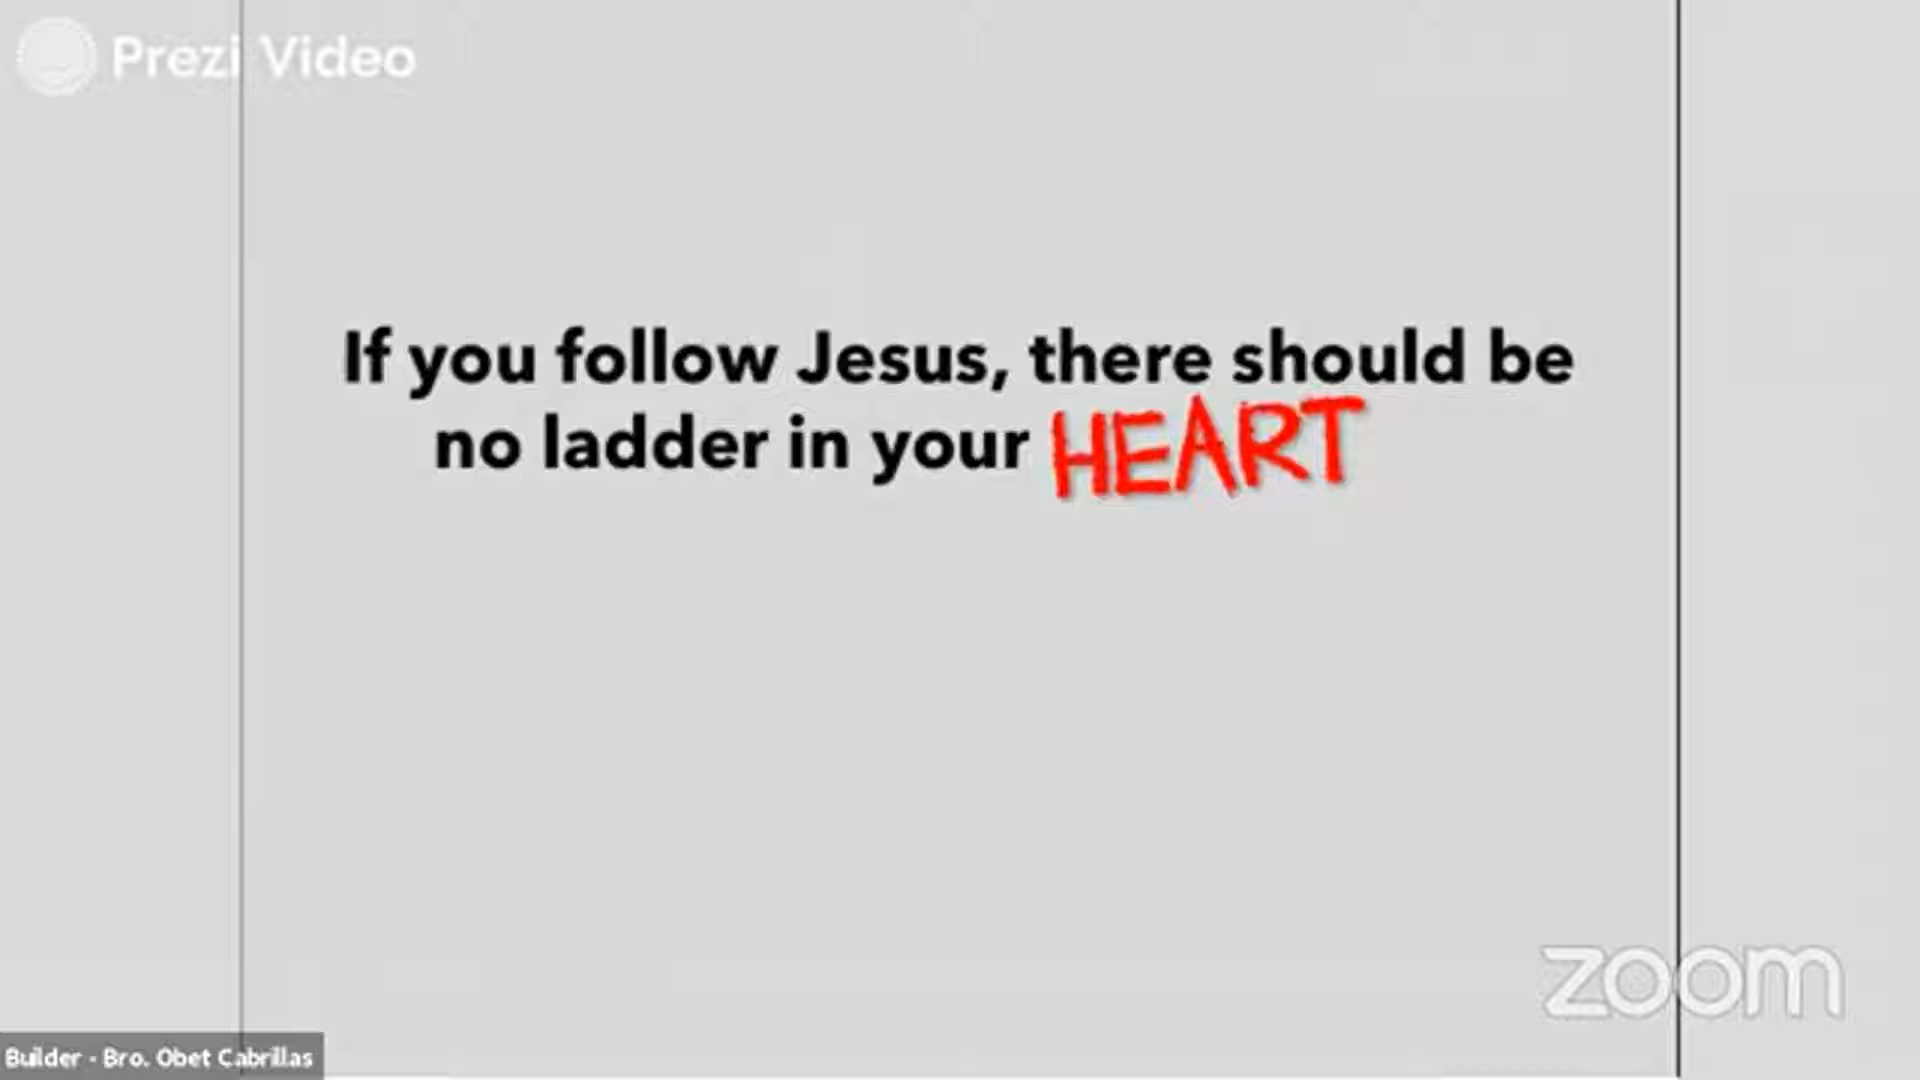 Prezi Video
If you follow Jesus, there should be
no ladder in your HEART
zoom
Builder - Bro. Obet Cabrillas